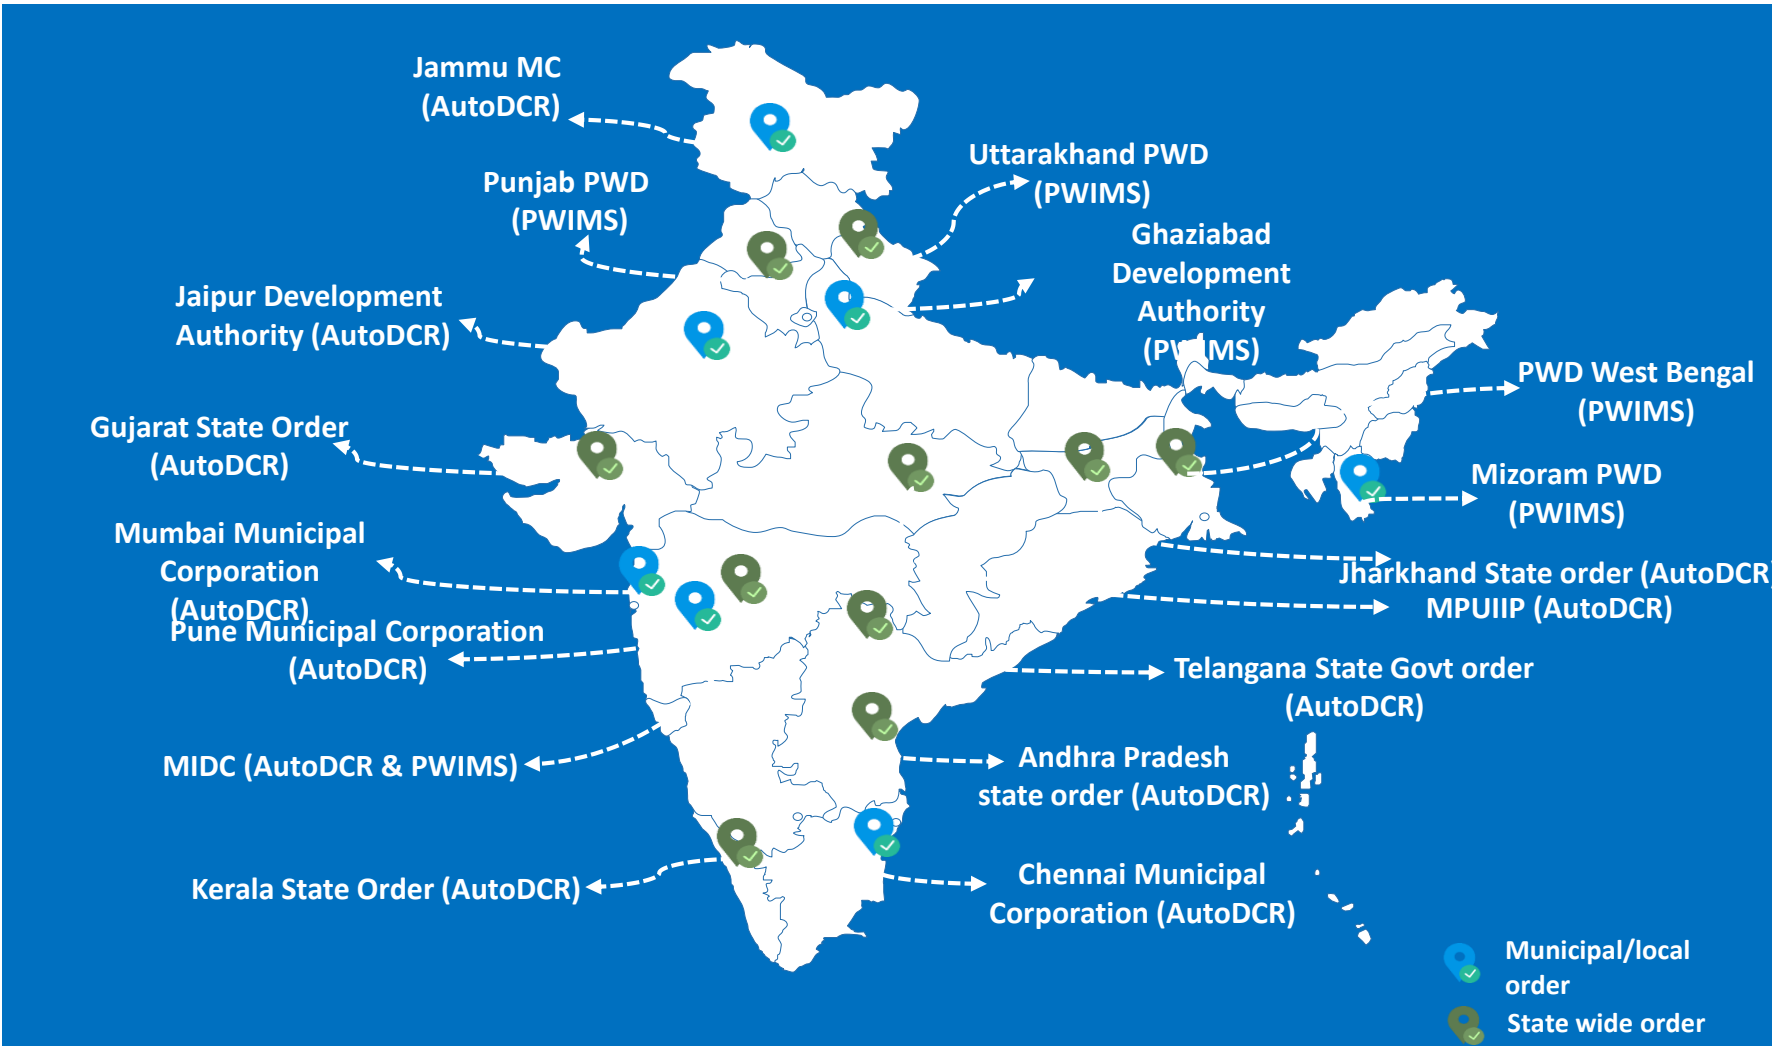 Jammu MC
(AutoDCR)
Punjab PWD
(PWIMS)
Jaipur Development
Authority (AutoDCR)
Gujarat State Order
(AutoDCR)
Mumbai Municipal
Corporation
(AutoDCR)
Pune Municipal Corporation
(AutoDCR)
MIDC (AutoDCR & PWIMS)
Kerala State Order (AutoDCR)
Uttarakhand PWD
(PWIMS)
Ghaziabad
Development
Authority
(PWIMS)
PWD West Bengal
(PWIMS)
Mizoram PWD
(PWIMS)
Jharkhand State order (AutoDCR)
MPUIIP (AutoDCR)
Telangana State Govt order
(AutoDCR)
Andhra Pradesh
state order (AutoDCR)
Chennai Municipal
Corporation (AutoDCR)
Municipal/local
order
State wide order